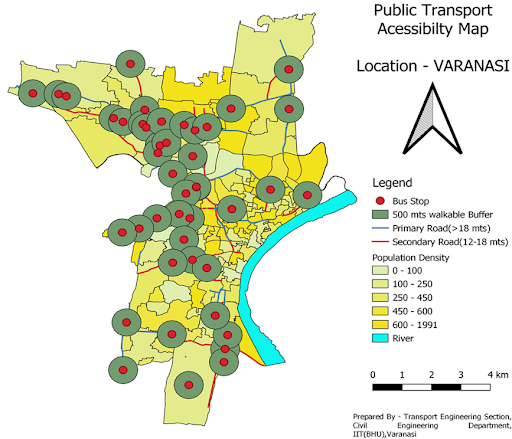 Public Transport
Acessibilty Map
Location - VARANASI
Legend
Bus Stop
500 mts walkable Buffer
Primary Road(>18 mts)
Secondary Road(12-18 mts)
Population Density
0 - 100
100 - 250
250 - 450
450 - 600
600 - 1991
River
0 1 2 3 4 km
Prepared By - Transport Engineering Section,
Civil Engineering Department,
IIT(BHU),Varanasi